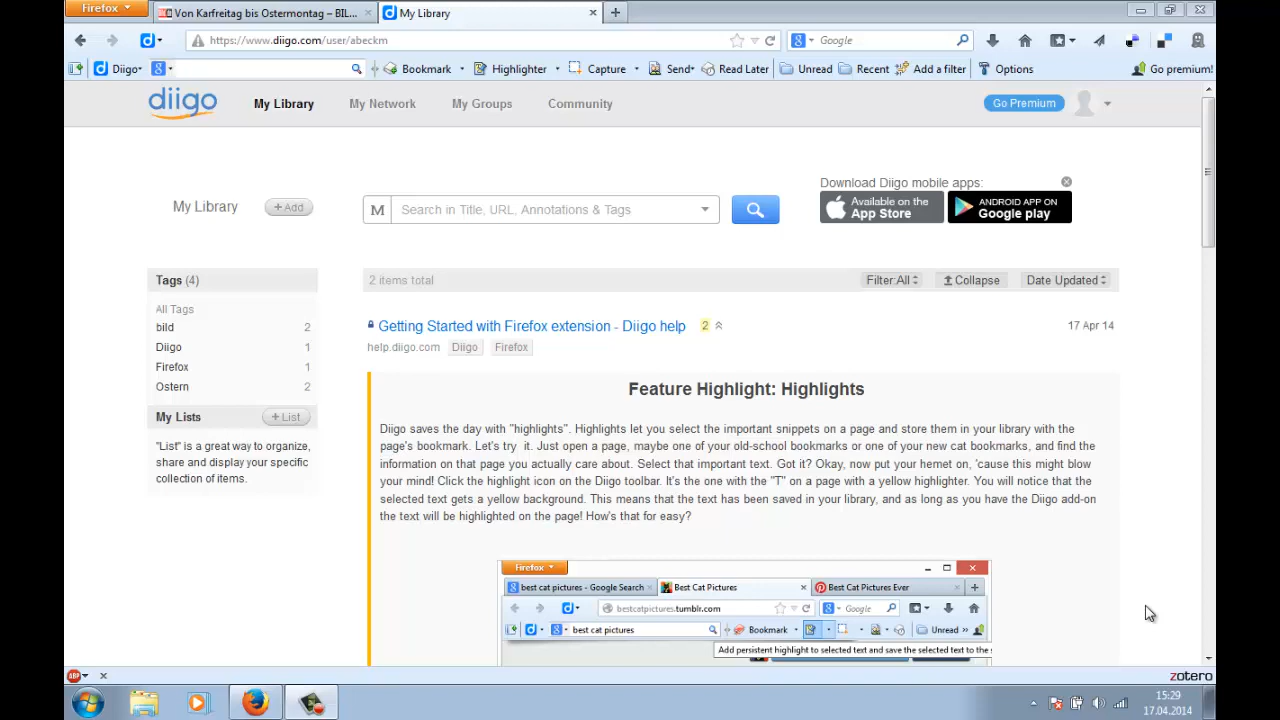 Firefox
Von Karfreitag bis Ostermontag – BIL...
My Library
https://www.diigo.com/user/abeckm
Google
Diigo
Bookmark
Highlighter
Capture
Send
Read Later
Unread
Recent
Add a filter
Options
Go premium!
diigo
My Library
My Network
My Groups
Community
Go Premium
Download Diigo mobile apps:
My Library
+ Add
M
Search in Title, URL, Annotations & Tags
Available on the
App Store
ANDROID APP ON
Google play
Tags (4)
2 items total
Filter:All
Collapse
Date Updated
All Tags
bild 2
Diigo 1
Firefox 1
Ostern 2
My Lists
+ List
"List" is a great way to organize,
share and display your specific
collection of items.
Getting Started with Firefox extension - Diigo help 2
17 Apr 14
help.diigo.com Diigo Firefox
Feature Highlight: Highlights
Diigo saves the day with "highlights". Highlights let you select the important snippets on a page and store them in your library with the
page's bookmark. Let's try it. Just open a page, maybe one of your old-school bookmarks or one of your new cat bookmarks, and find the
information on that page you actually care about. Select that important text. Got it? Okay, now put your hemet on, 'cause this might blow
your mind! Click the highlight icon on the Diigo toolbar. It's the one with the "T" on a page with a yellow highlighter. You will notice that the
selected text gets a yellow background. This means that the text has been saved in your library, and as long as you have the Diigo add-on
the text will be highlighted on the page! How's that for easy?
Firefox
best cat pictures - Google Search
Best Cat Pictures
Best Cat Pictures Ever
bestcatpictures.tumblr.com
Google
best cat pictures
Bookmark
Unread
Add persistent highlight to selected text and save the selected text to the s
ABP
zotero
15:29
17.04.2014